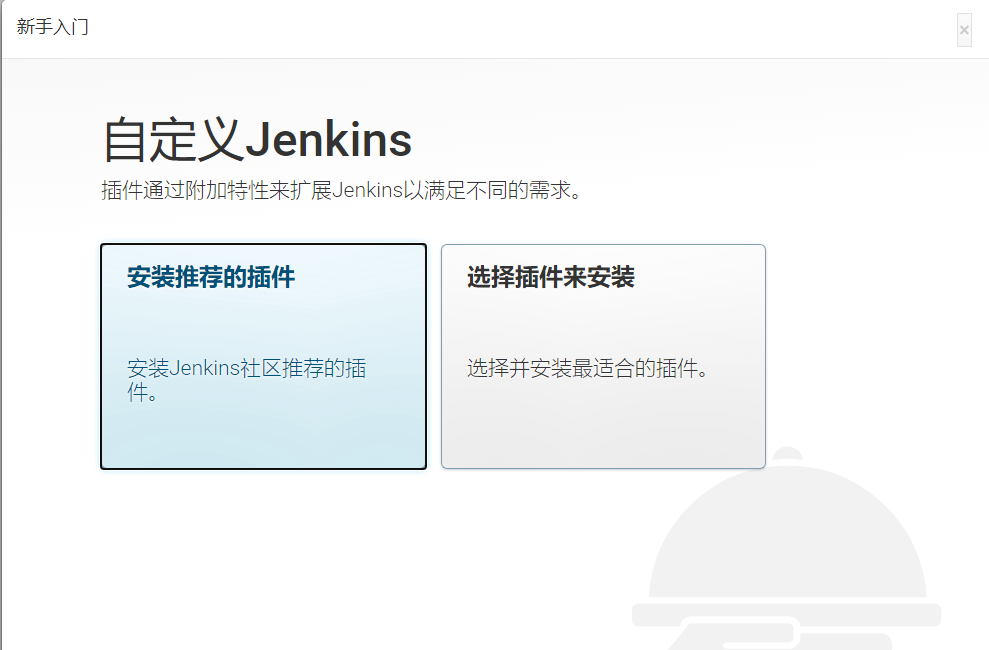 新手入门
×
自定义Jenkins
插件通过附加特性来扩展Jenkins以满足不同的需求。
安装推荐的插件
安装Jenkins社区推荐的插
件。
选择插件来安装
选择并安装最适合的插件。